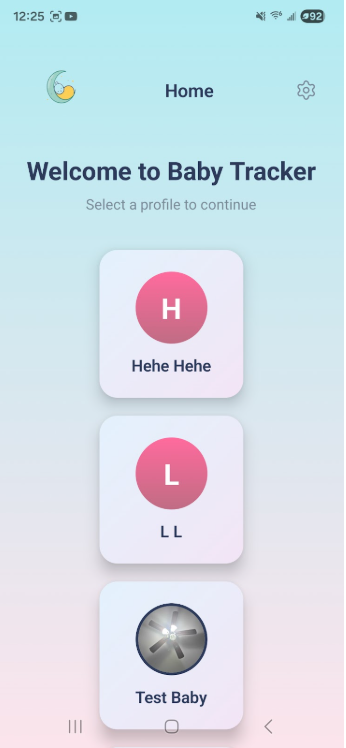 12:25
92
Home
Welcome to Baby Tracker
Select a profile to continue
H
Hehe Hehe
L
L L
Test Baby